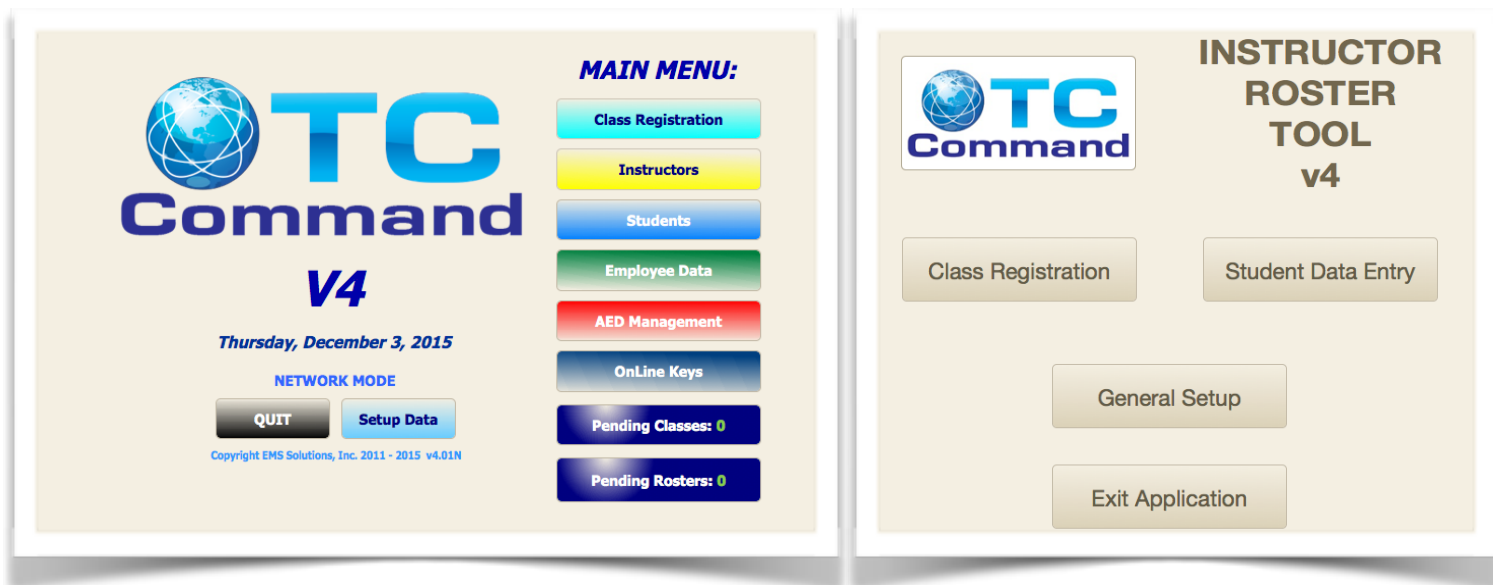 TC
Command
V4
Thursday, December 3, 2015
NETWORK MODE
QUIT
Setup Data
Copyright EMS Solutions, Inc. 2011 - 2015 v4.01N
MAIN MENU:
Class Registration
Instructors
Students
Employee Data
AED Management
OnLine Keys
Pending Classes: 0
Pending Rosters: 0
TC
Command
INSTRUCTOR
ROSTER
TOOL
v4
Class Registration
Student Data Entry
General Setup
Exit Application